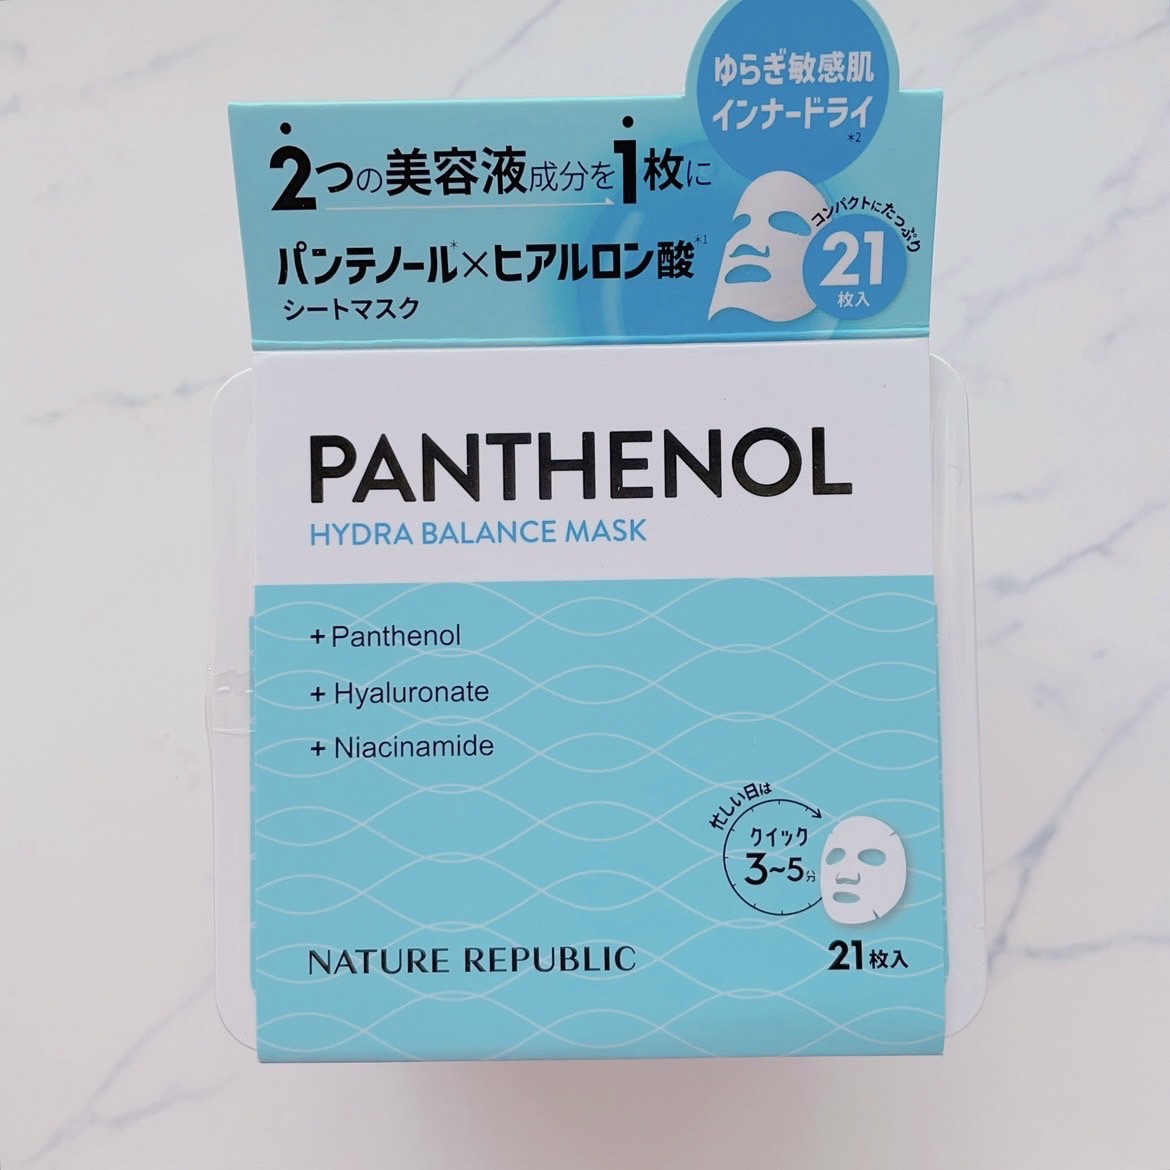 ゆらぎ敏感肌
インナードライ
*2
2つの美容液成分を1枚に
パンテノール*×ヒアルロン酸*1
シートマスク
コンパクトにたっぷり
21
枚入
PANTHENOL
HYDRA BALANCE MASK
+ Panthenol
+ Hyaluronate
+ Niacinamide
忙しい日は
クイック
3~5分
NATURE REPUBLIC
21枚入